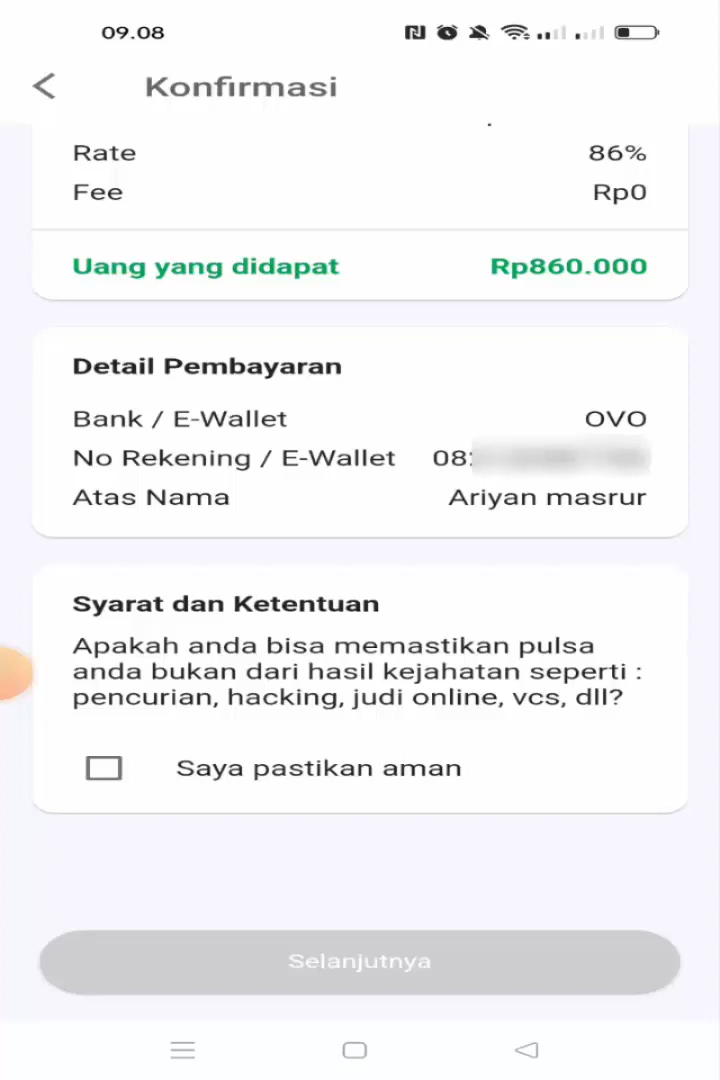 09.08
Konfirmasi
Rate 86%
Fee Rp0
Uang yang didapat Rp860.000
Detail Pembayaran
Bank / E-Wallet OVO
No Rekening / E-Wallet 08
Atas Nama Ariyan masrur
Syarat dan Ketentuan
Apakah anda bisa memastikan pulsa
anda bukan dari hasil kejahatan seperti :
pencurian, hacking, judi online, vcs, dll?
Saya pastikan aman
Selanjutnya